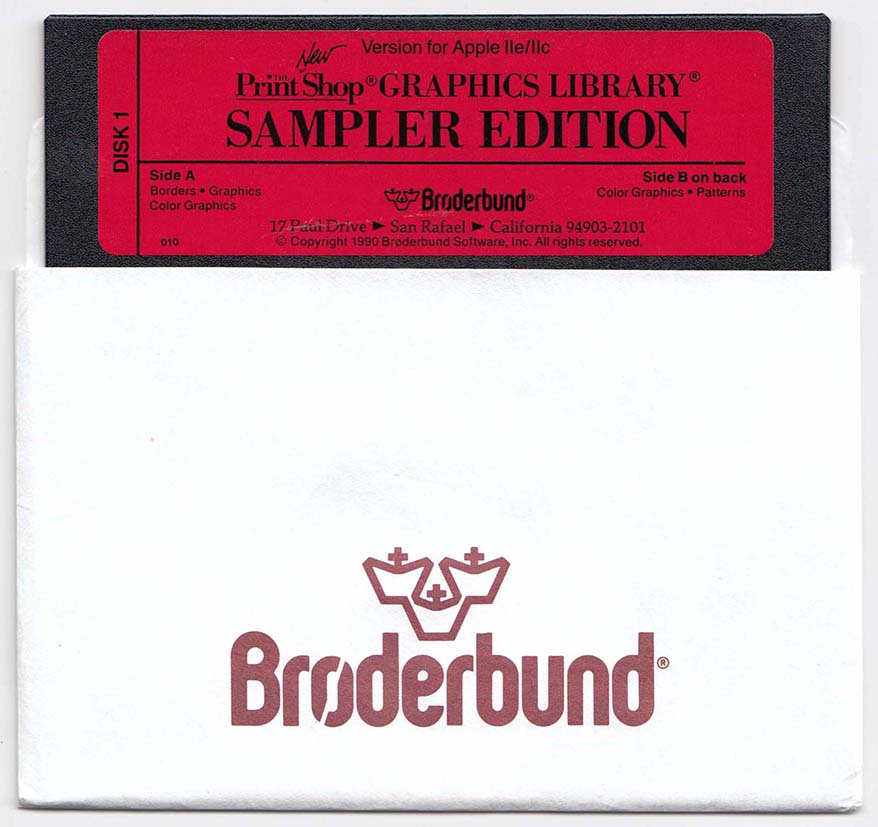 New
Version for Apple IIe/IIc
THE
Print Shop® GRAPHICS LIBRARY®
SAMPLER EDITION
DISK 1
Side A
Borders • Graphics
Color Graphics
Side B on back
Color Graphics • Patterns
Brøderbund®
17 Paul Drive ► San Rafael ► California 94903-2101
010
© Copyright 1990 Brøderbund Software, Inc. All rights reserved.
Brøderbund®